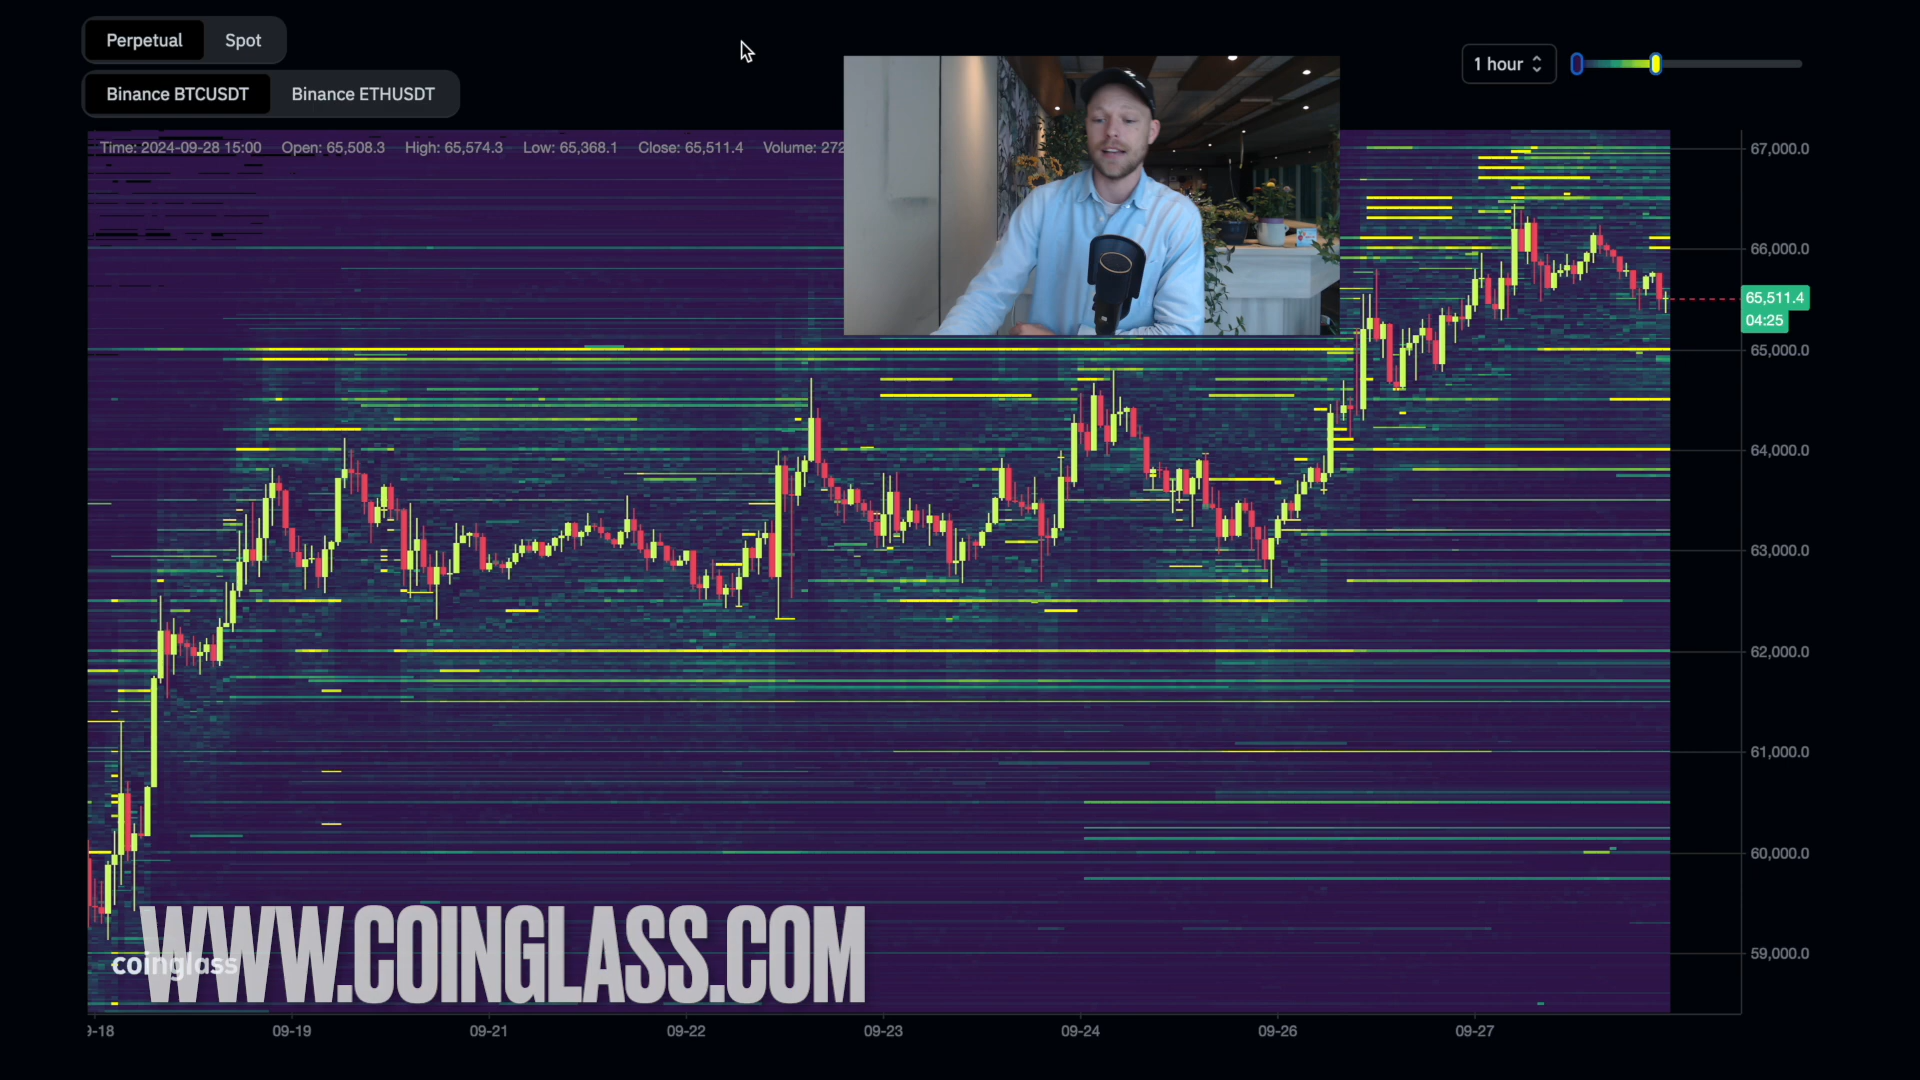 Perpetual Spot
1 hour
Binance BTCUSDT Binance ETHUSDT
Time: 2024-09-28 15:00 Open: 65,508.3 High: 65,574.3 Low: 65,368.1 Close: 65,511.4 Volume: 272
67,000.0
66,000.0
65,511.4
04:25
65,000.0
64,000.0
63,000.0
62,000.0
61,000.0
60,000.0
59,000.0
WWW.COINGLASS.COM
coinglass
9-18 09-19 09-21 09-22 09-23 09-24 09-26 09-27